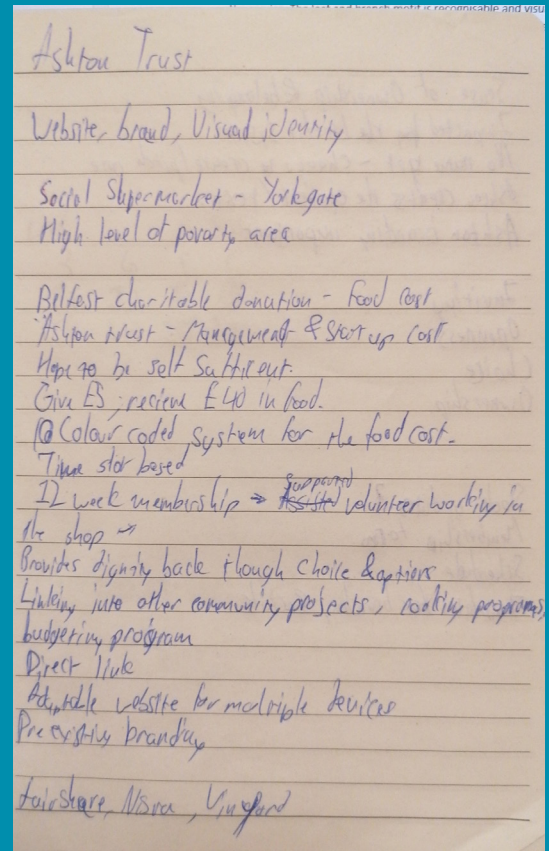 Ashton Trust
Website, brand, Visual identity
Social Supermarket - Yorkgate
High level of povarty area
Belfast charitable donation - Food cost
Ashton trust - Management & Start up cost
Hope to be self sufficent.
Give £5, recieve £40 in food.
Colour coded system for the food cost.
Time slot based
12 week membership → supported volunteer working in
the shop →
Provides dignity back though choice & options
Linking into other community projects, cooking programs,
budgeting program
Direct link
Adaptable website for multiple devices
Pre existing branding
Fairshare, Nisra, Vineyard